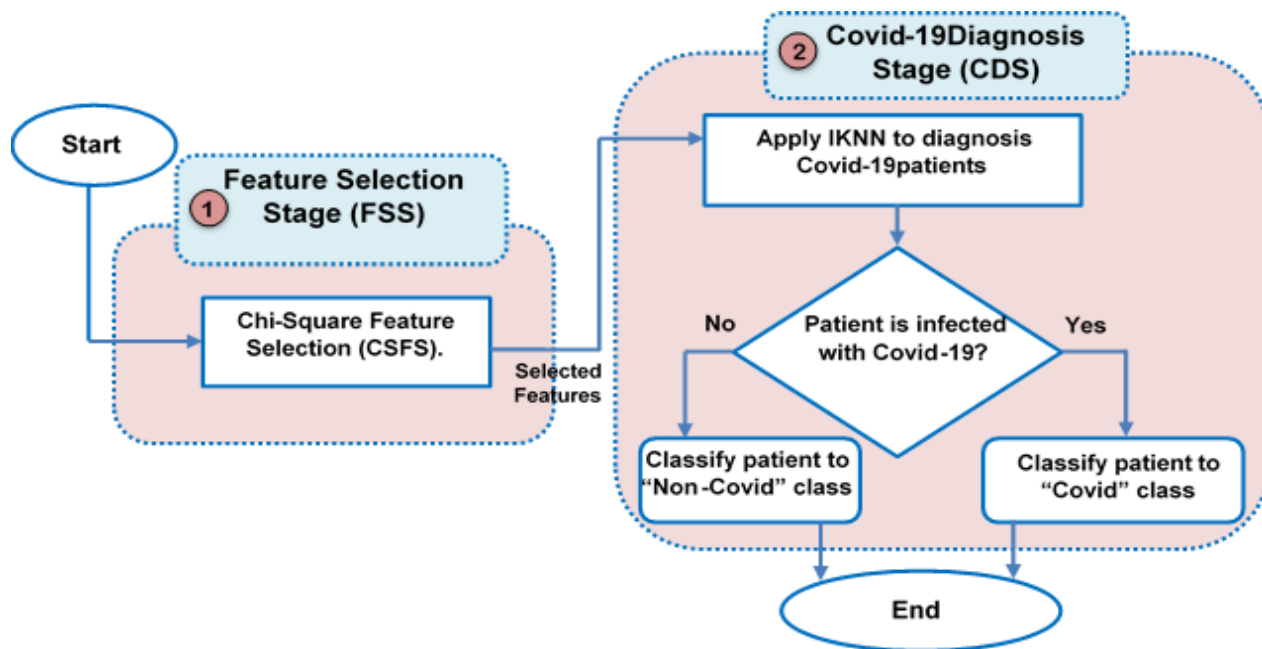 Start
1
Feature Selection
Stage (FSS)
Chi-Square Feature
Selection (CSFS).
Selected
Features
2
Covid-19Diagnosis
Stage (CDS)
Apply IKNN to diagnosis
Covid-19patients
Patient is infected
with Covid-19?
No
Yes
Classify patient to
“Non-Covid” class
Classify patient to
“Covid” class
End